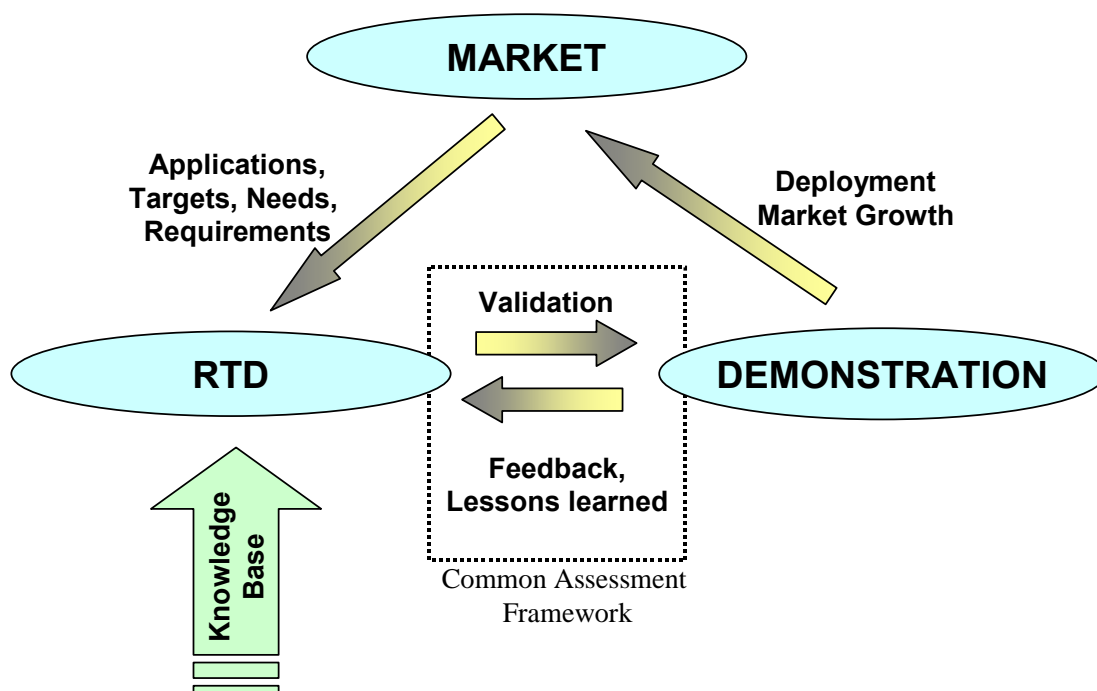 MARKET
Applications,
Targets, Needs,
Requirements
Deployment
Market Growth
Validation
RTD
DEMONSTRATION
Feedback,
Lessons learned
Knowledge
Base
Common Assessment
Framework